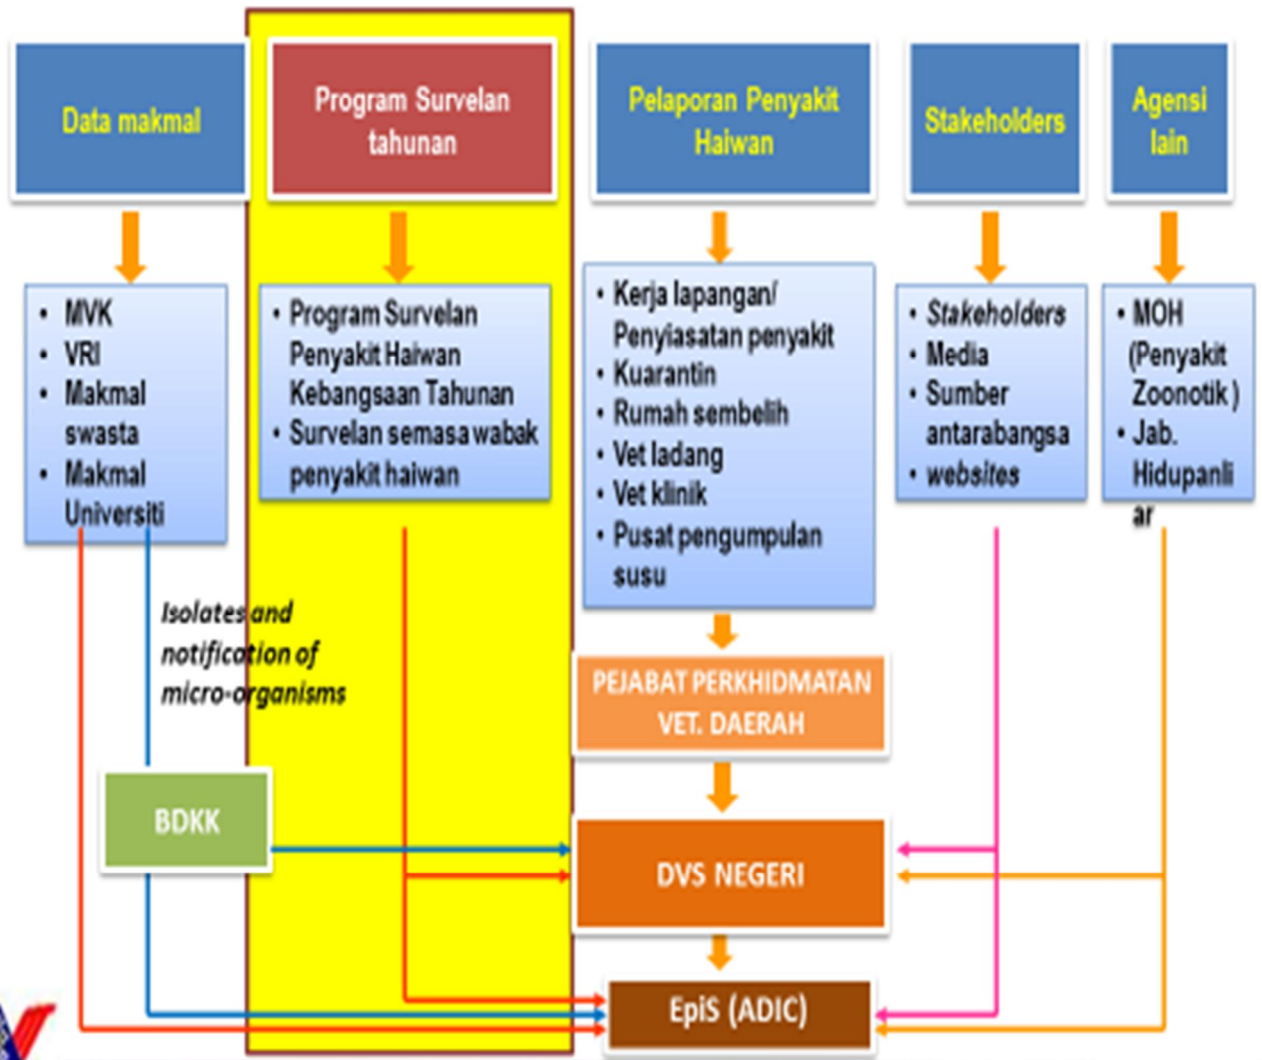 Data makmal
Program Survelan
tahunan
Pelaporan Penyakit
Haiwan
Stakeholders
Agensi
lain
• MVK
• VRI
• Makmal
swasta
• Makmal
Universiti
• Program Survelan
Penyakit Haiwan
Kebangsaan Tahunan
• Survelan semasa wabak
penyakit haiwan
• Kerja lapangan/
Penyiasatan penyakit
• Kuarantin
• Rumah sembelih
• Vet ladang
• Vet klinik
• Pusat pengumpulan
susu
• Stakeholders
• Media
• Sumber
antarabangsa
• websites
• MOH
(Penyakit
Zoonotik )
• Jab.
Hidupanli
ar
Isolates and
notification of
micro-organisms
PEJABAT PERKHIDMATAN
VET. DAERAH
BDKK
DVS NEGERI
EpiS (ADIC)